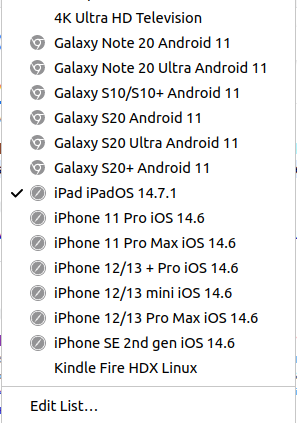 4K Ultra HD Television
Galaxy Note 20 Android 11
Galaxy Note 20 Ultra Android 11
Galaxy S10/S10+ Android 11
Galaxy S20 Android 11
Galaxy S20 Ultra Android 11
Galaxy S20+ Android 11
iPad iPadOS 14.7.1
iPhone 11 Pro iOS 14.6
iPhone 11 Pro Max iOS 14.6
iPhone 12/13 + Pro iOS 14.6
iPhone 12/13 mini iOS 14.6
iPhone 12/13 Pro Max iOS 14.6
iPhone SE 2nd gen iOS 14.6
Kindle Fire HDX Linux
Edit List…